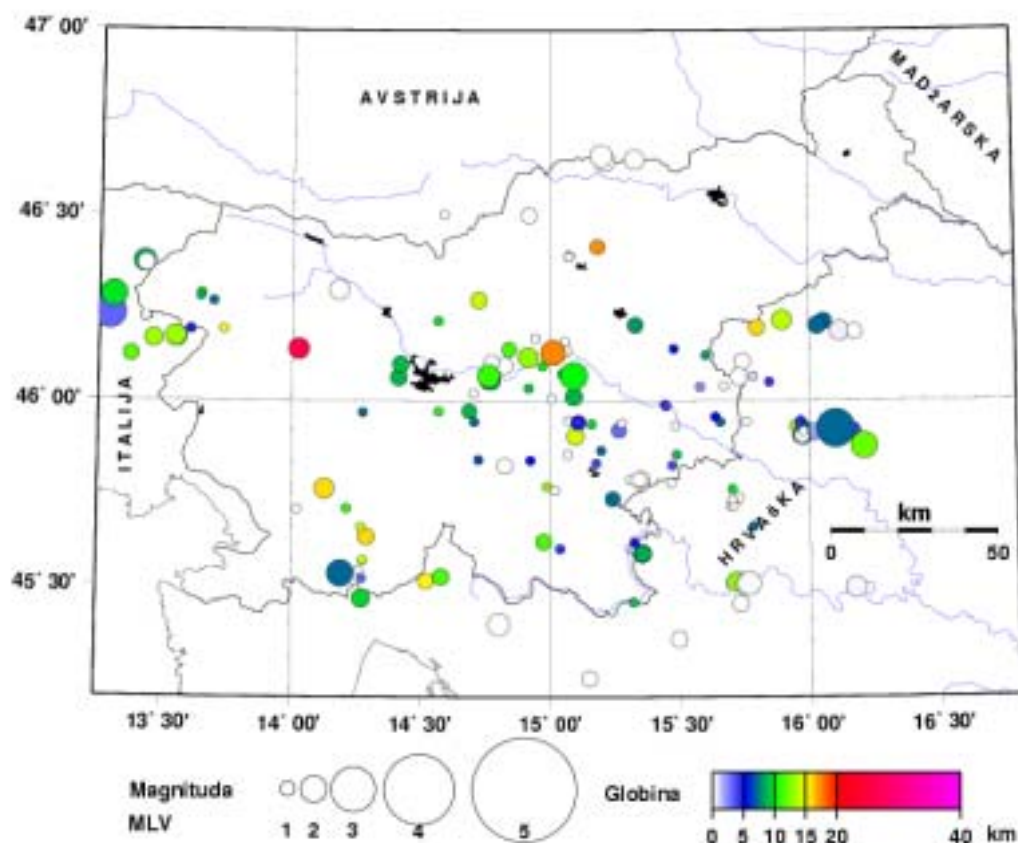 47° 00'
AVSTRIJA
MADŽARSKA
46° 30'
46° 00'
ITALIJA
HRVAŠKA
km
0 50
45° 30'
13° 30' 14° 00' 14° 30' 15° 00' 15° 30' 16° 00' 16° 30'
Magnituda
MLV
1 2 3 4 5
Globina
0 5 10 15 20 40 km